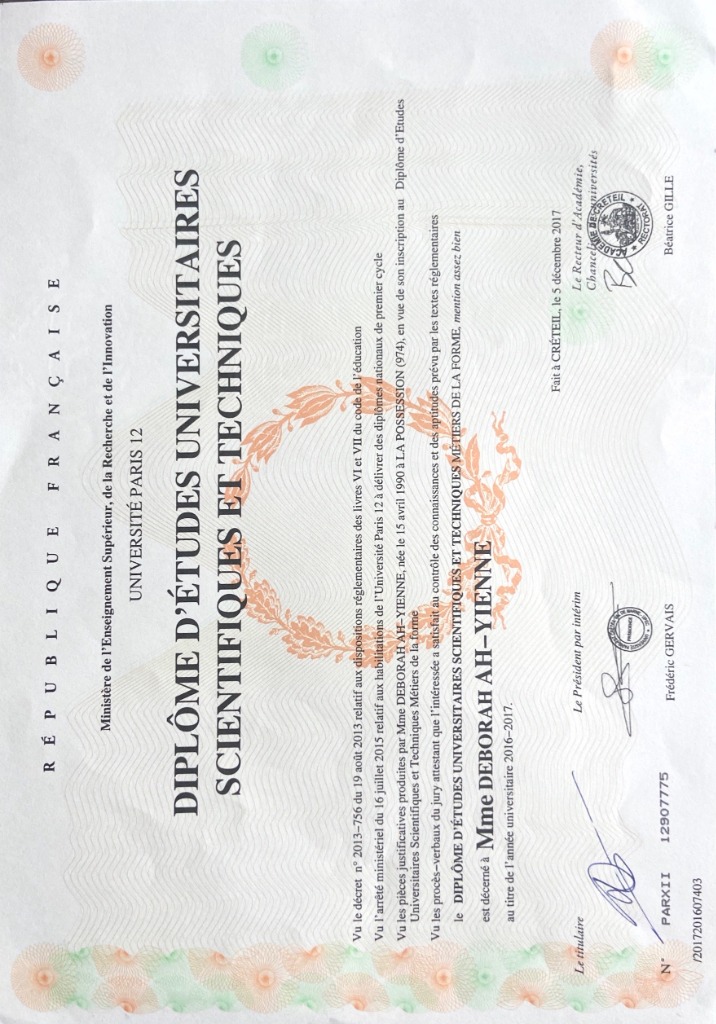 RÉPUBLIQUE FRANÇAISE
Ministère de l'Enseignement Supérieur, de la Recherche et de l'Innovation
UNIVERSITÉ PARIS 12
DIPLÔME D'ÉTUDES UNIVERSITAIRES
SCIENTIFIQUES ET TECHNIQUES
Vu le décret n° 2013-756 du 19 août 2013 relatif aux dispositions réglementaires des livres VI et VII du code de l'éducation
Vu l'arrêté ministériel du 16 juillet 2015 relatif aux habilitations de l'Université Paris 12 à délivrer des diplômes nationaux de premier cycle
Vu les pièces justificatives produites par Mme DEBORAH AH-YIENNE, née le 15 avril 1990 à LA POSSESSION (974), en vue de son inscription au Diplôme d'Etudes
Universitaires Scientifiques et Techniques Métiers de la forme
Vu les procès-verbaux du jury attestant que l'intéressée a satisfait au contrôle des connaissances et des aptitudes prévu par les textes réglementaires
le DIPLÔME D'ÉTUDES UNIVERSITAIRES SCIENTIFIQUES ET TECHNIQUES MÉTIERS DE LA FORME, mention assez bien
est décerné à Mme DEBORAH AH-YIENNE
au titre de l'année universitaire 2016-2017.
Fait à CRÉTEIL, le 5 décembre 2017
Le titulaire
Le Président par intérim
Le Recteur d'Académie,
Chancelier des universités
ACADÉMIE DE CRÉTEIL
RECTORAT
Frédéric GERVAIS
Béatrice GILLE
N° PARXII 12907775
/2017201607403